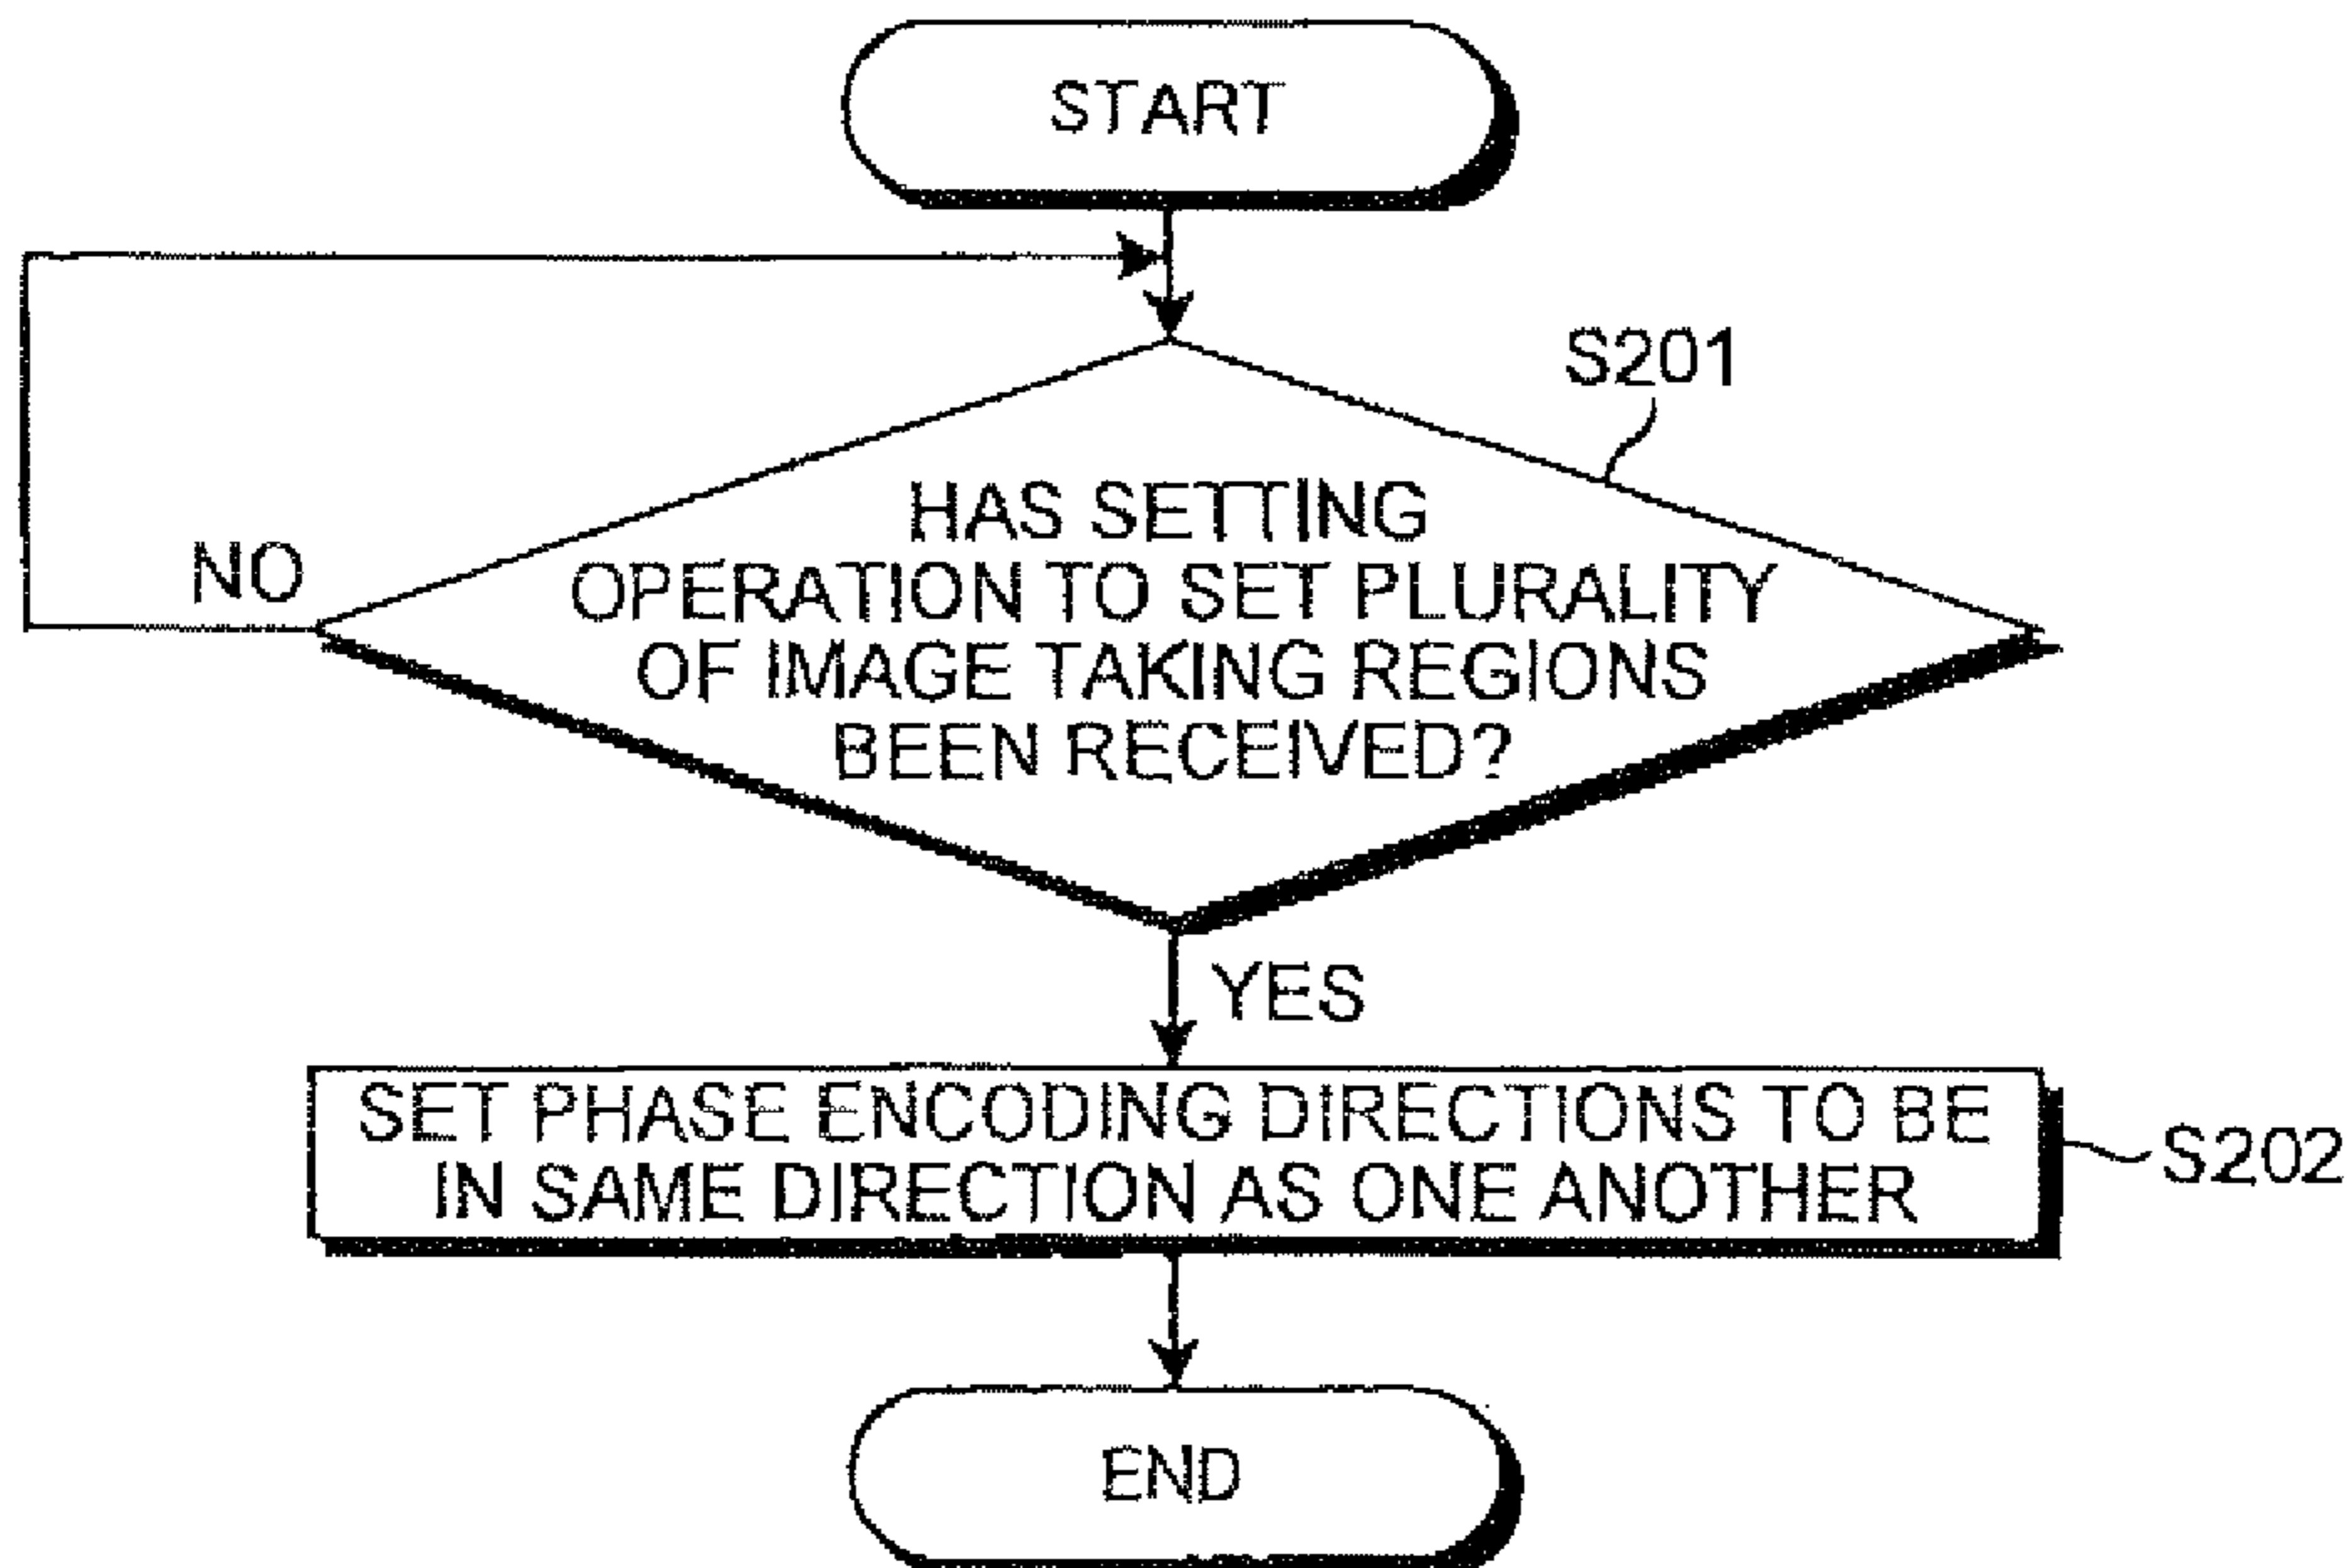 START
S201
HAS SETTING
OPERATION TO SET PLURALITY
OF IMAGE TAKING REGIONS
BEEN RECEIVED?
NO
YES
SET PHASE ENCODING DIRECTIONS TO BE
IN SAME DIRECTION AS ONE ANOTHER
S202
END